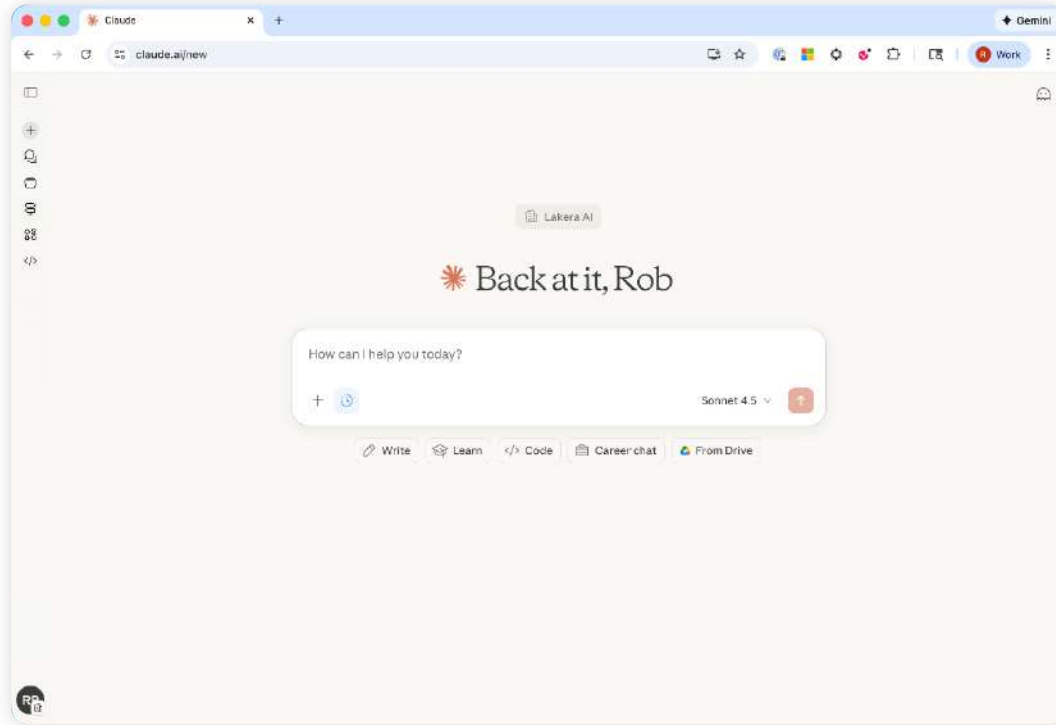 Claude
Gemini
claude.ai/new
R
Work
Lakera AI
Back at it, Rob
How can I help you today?
Sonnet 4.5
Write
Learn
</> Code
Career chat
From Drive
</>